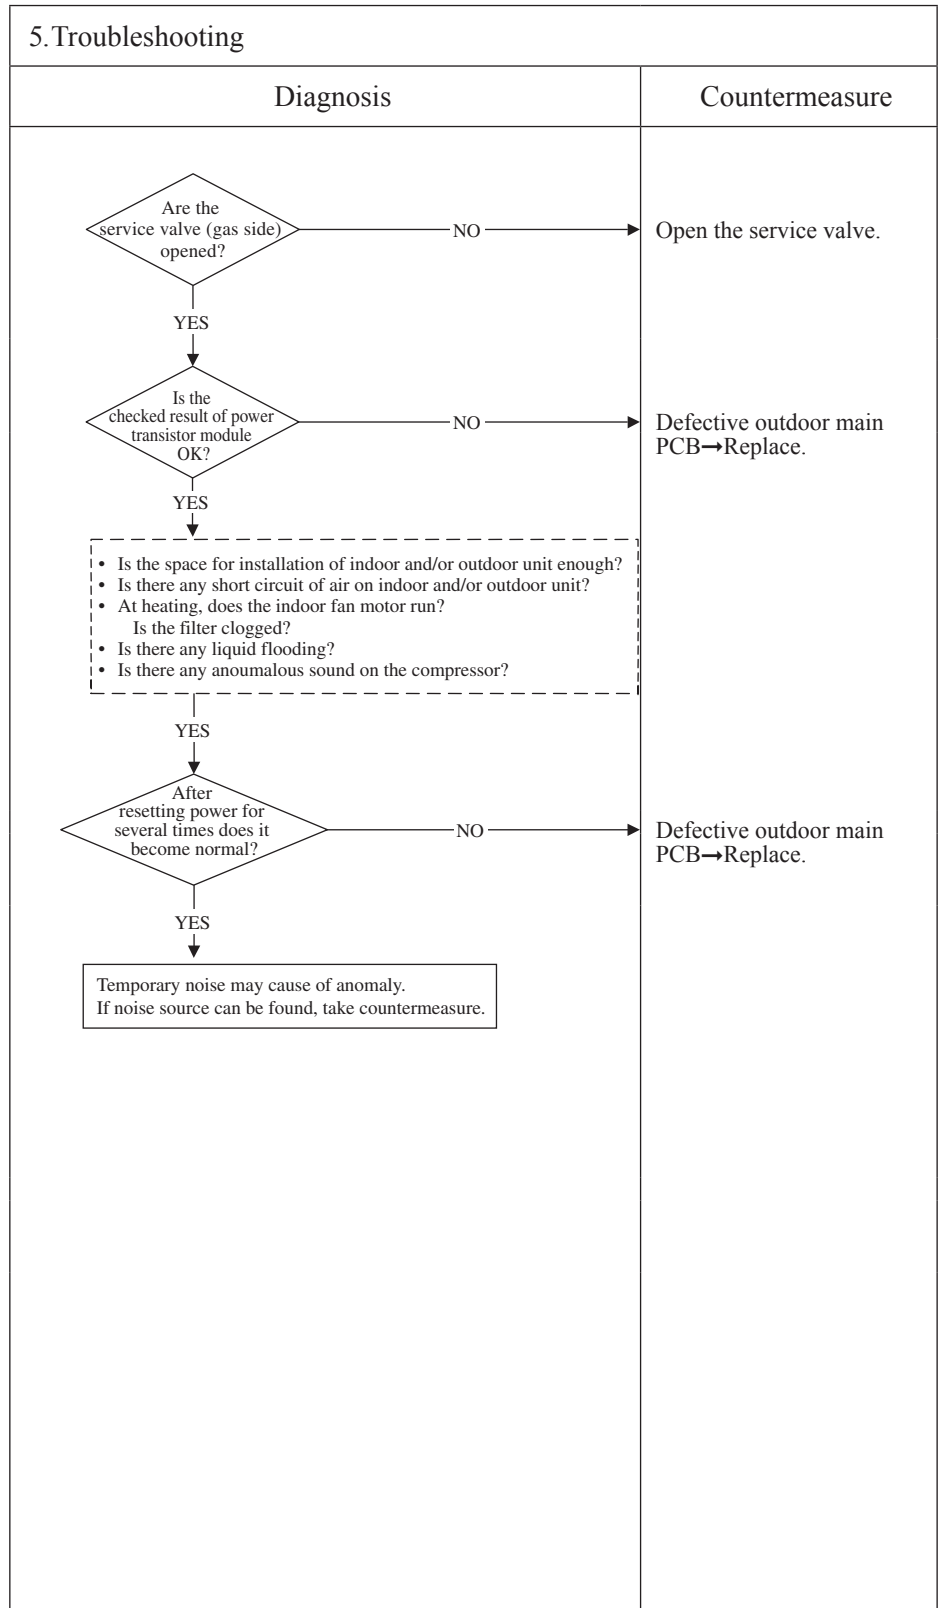 5.Troubleshooting
Diagnosis
Countermeasure
Are the
service valve (gas side)
opened?
NO
Open the service valve.
YES
Is the
checked result of power
transistor module
OK?
NO
Defective outdoor main
PCB→Replace.
YES
• Is the space for installation of indoor and/or outdoor unit enough?
• Is there any short circuit of air on indoor and/or outdoor unit?
• At heating, does the indoor fan motor run?
Is the filter clogged?
• Is there any liquid flooding?
• Is there any anoumalous sound on the compressor?
YES
After
resetting power for
several times does it
become normal?
NO
Defective outdoor main
PCB→Replace.
YES
Temporary noise may cause of anomaly.
If noise source can be found, take countermeasure.